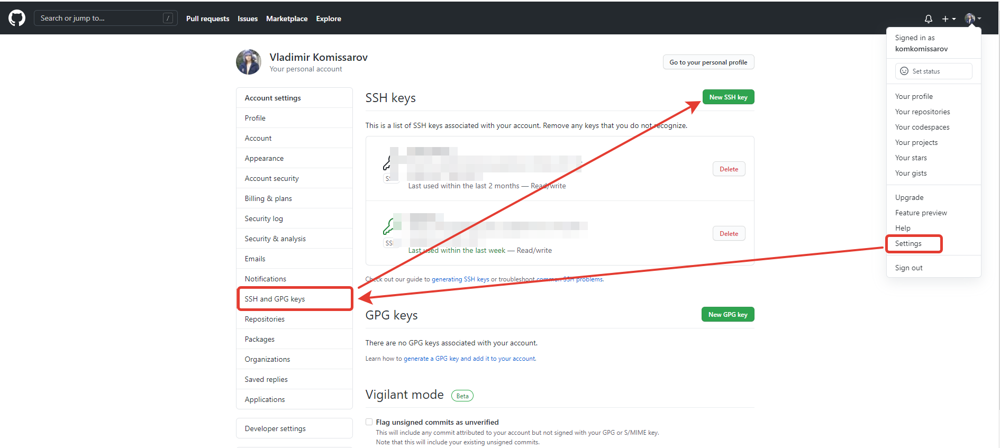 Search or jump to...
/
Pull requests
Issues
Marketplace
Explore
Signed in as
komkomissarov
Set status
Your profile
Your repositories
Your codespaces
Your projects
Your stars
Your gists
Upgrade
Feature preview
Help
Settings
Sign out
Vladimir Komissarov
Your personal account
Go to your personal profile
Account settings
Profile
Account
Appearance
Account security
Billing & plans
Security log
Security & analysis
Emails
Notifications
SSH and GPG keys
Repositories
Packages
Organizations
Saved replies
Applications
Developer settings
SSH keys
New SSH key
This is a list of SSH keys associated with your account. Remove any keys that you do not recognize.
Last used within the last 2 months — Read/write
Delete
Last used within the last week — Read/write
Delete
Check out our guide to generating SSH keys or troubleshoot common SSH problems.
GPG keys
New GPG key
There are no GPG keys associated with your account.
Learn how to generate a GPG key and add it to your account.
Vigilant mode
Beta
Flag unsigned commits as unverified
This will include any commit attributed to your account but not signed with your GPG or S/MIME key.
Note that this will include your existing unsigned commits.